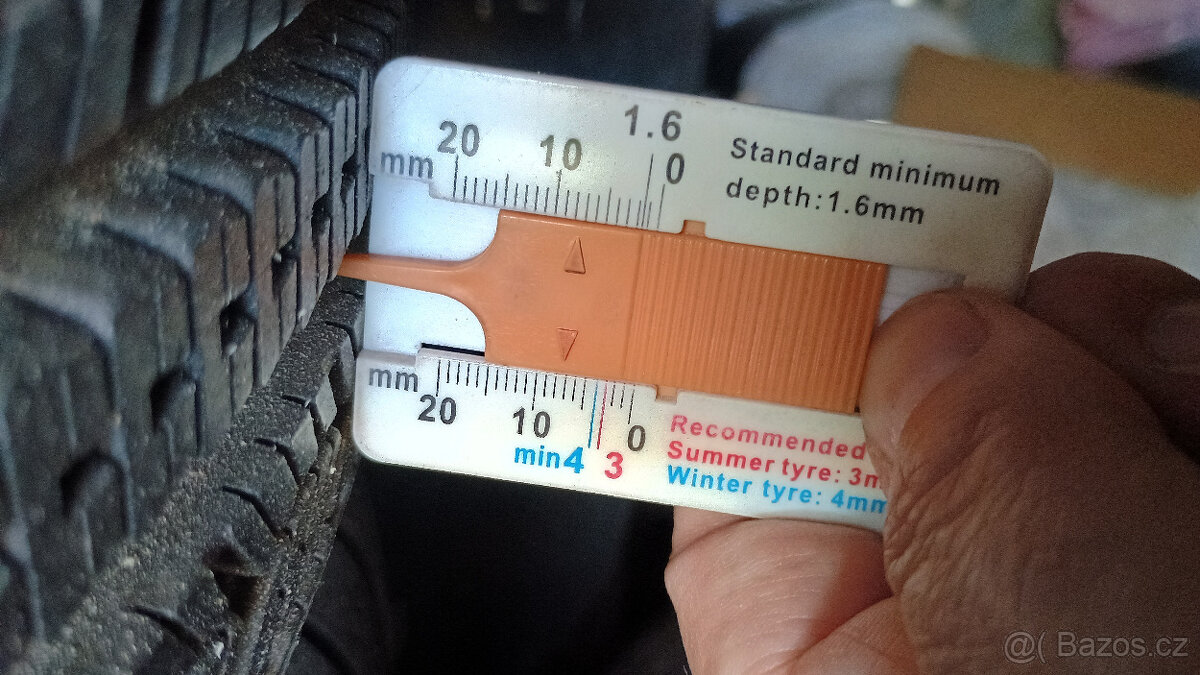 mm 20 10 1.6
0
Standard minimum
depth:1.6mm
mm
20 10 0
min4 3
Recommended
Summer tyre: 3m
Winter tyre: 4mm
@( Bazos.cz